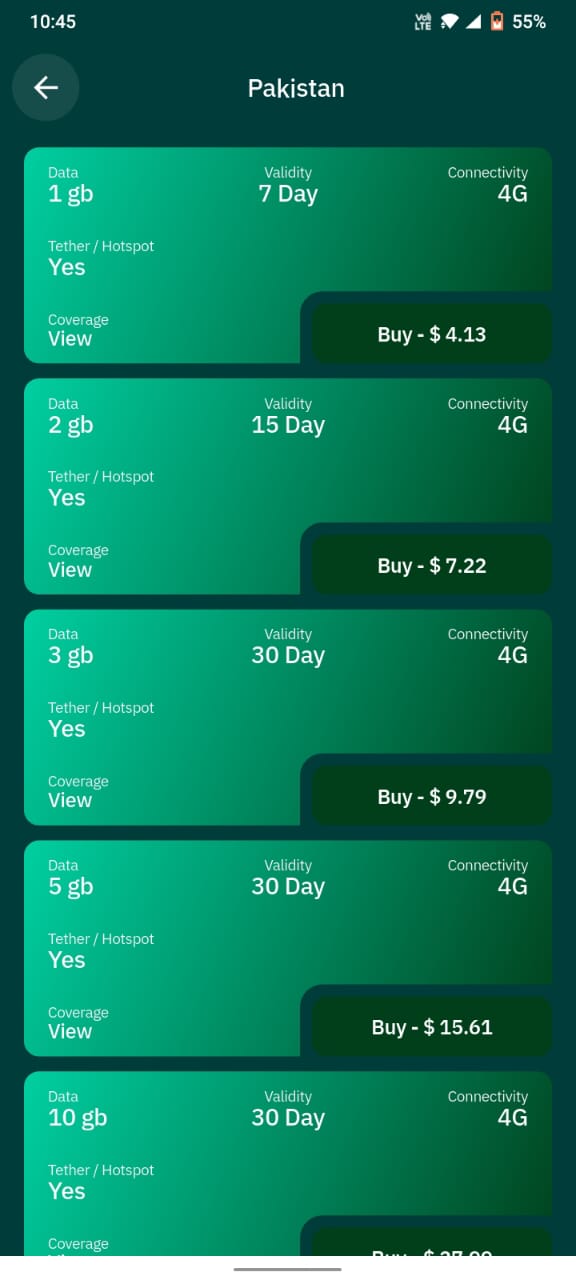 10:45
Vo LTE 55%
Pakistan
Data Validity Connectivity
1 gb 7 Day 4G
Tether / Hotspot
Yes
Coverage
View
Buy - $ 4.13
Data Validity Connectivity
2 gb 15 Day 4G
Tether / Hotspot
Yes
Coverage
View
Buy - $ 7.22
Data Validity Connectivity
3 gb 30 Day 4G
Tether / Hotspot
Yes
Coverage
View
Buy - $ 9.79
Data Validity Connectivity
5 gb 30 Day 4G
Tether / Hotspot
Yes
Coverage
View
Buy - $ 15.61
Data Validity Connectivity
10 gb 30 Day 4G
Tether / Hotspot
Yes
Coverage